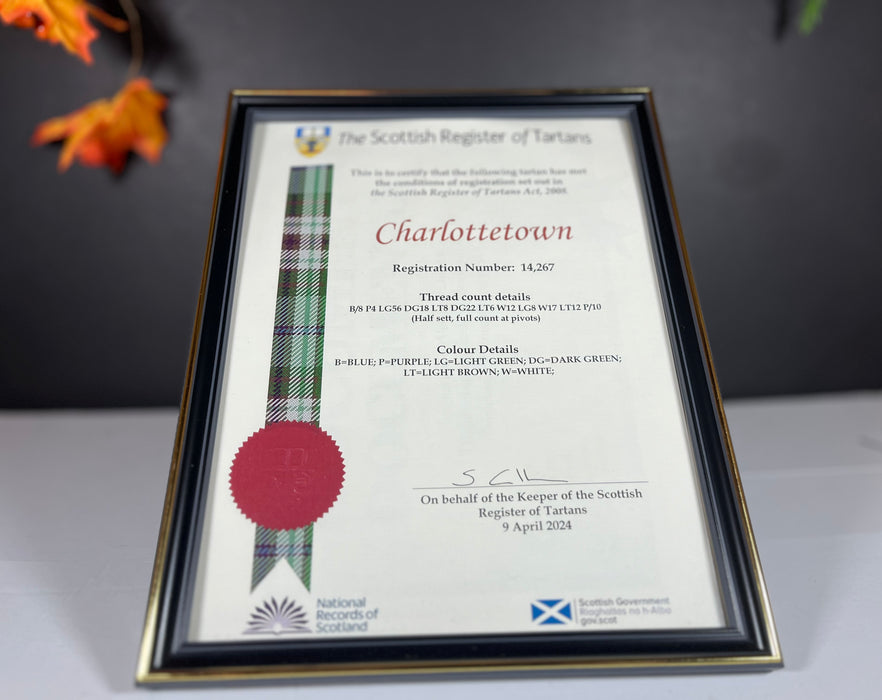 The Scottish Register of Tartans
This is to certify that the following tartan has met
the conditions of registration set out in
the Scottish Register of Tartans Act, 2008.
Charlottetown
Registration Number: 14,267
Thread count details
B/8 P4 LG56 DG18 LT8 DG22 LT6 W12 LG8 W17 LT12 P/10
(Half sett, full count at pivots)
Colour Details
B=BLUE; P=PURPLE; LG=LIGHT GREEN; DG=DARK GREEN;
LT=LIGHT BROWN; W=WHITE;
On behalf of the Keeper of the Scottish
Register of Tartans
9 April 2024
National
Records of
Scotland
Scottish Government
Riaghaltas na h-Alba
gov.scot